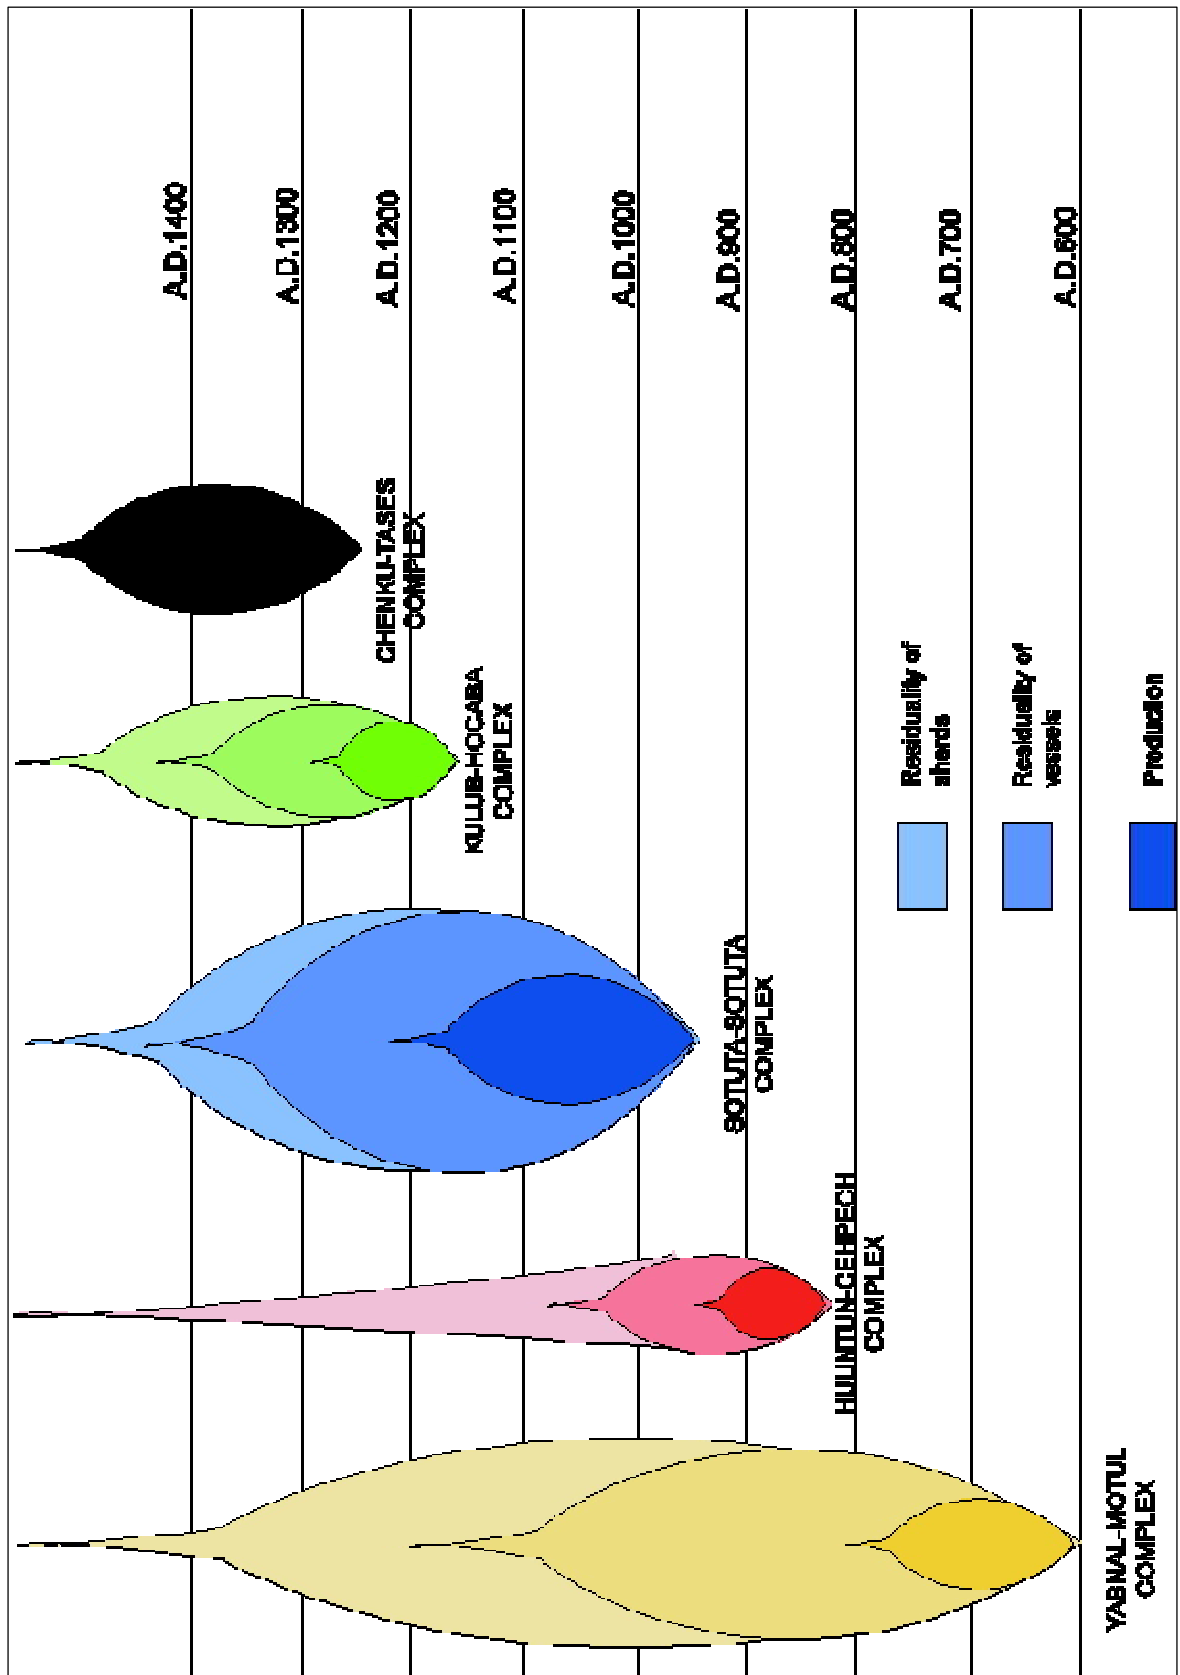 A.D.1400
A.D.1300
A.D.1200
A.D.1100
A.D.1000
A.D.900
A.D.800
A.D.700
A.D.600
CHENKU-TASES
COMPLEX
KULUB-HOCABA
COMPLEX
SOTUTA-SOTUTA
COMPLEX
HUUNTUN-CEHPECH
COMPLEX
YABNAL-MOTUL
COMPLEX
Residuality of
sherds
Residuality of
vessels
Production